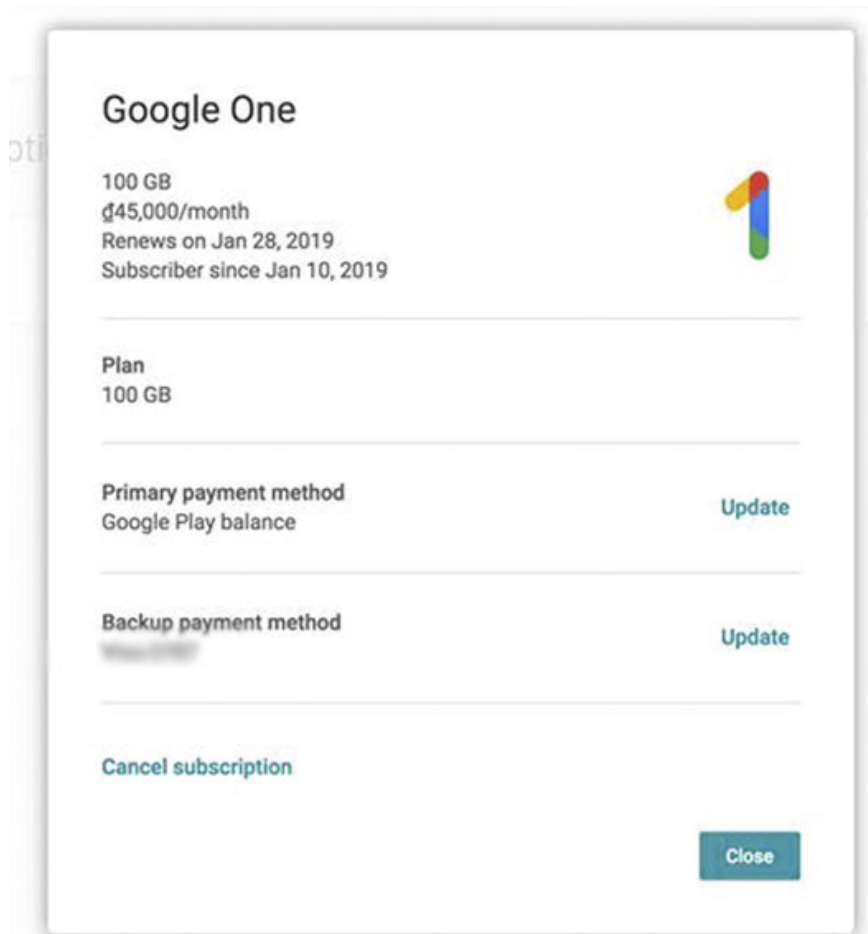 Google One
100 GB
₫45,000/month
Renews on Jan 28, 2019
Subscriber since Jan 10, 2019
Plan
100 GB
Primary payment method
Google Play balance
Update
Backup payment method
Update
Cancel subscription
Close